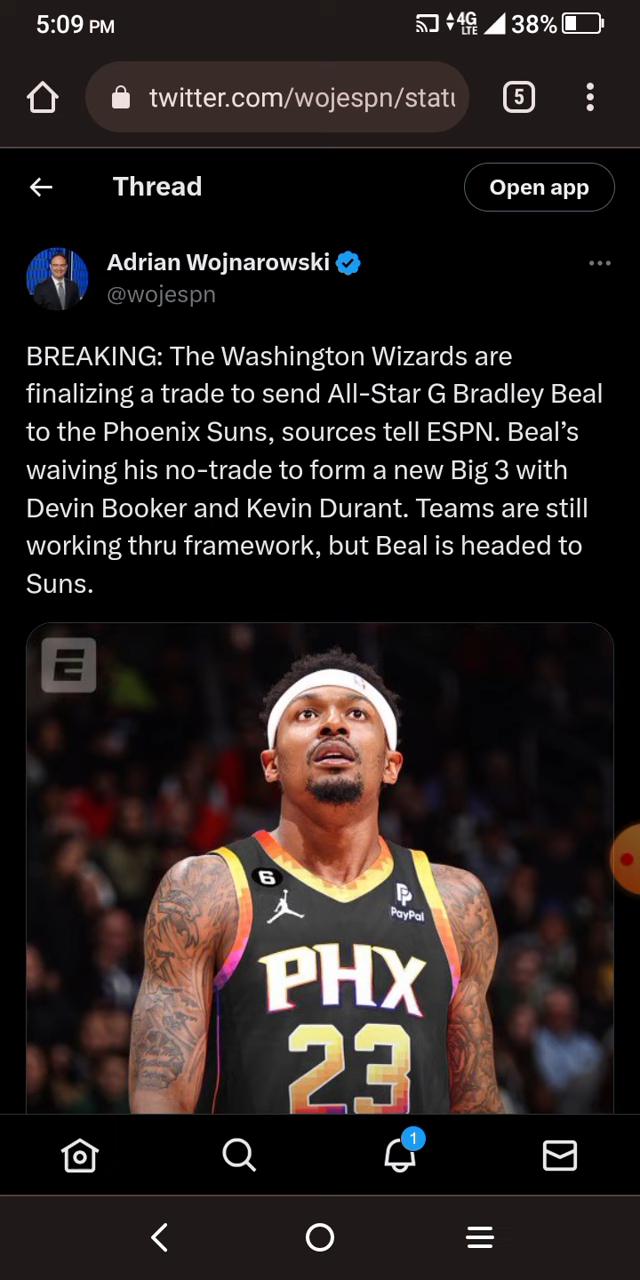 5:09 PM 4G LTE 38%
twitter.com/wojespn/statu 5
Thread Open app
Adrian Wojnarowski
@wojespn
BREAKING: The Washington Wizards are
finalizing a trade to send All-Star G Bradley Beal
to the Phoenix Suns, sources tell ESPN. Beal’s
waiving his no-trade to form a new Big 3 with
Devin Booker and Kevin Durant. Teams are still
working thru framework, but Beal is headed to
Suns.
E
6
PayPal
PHX
23
1